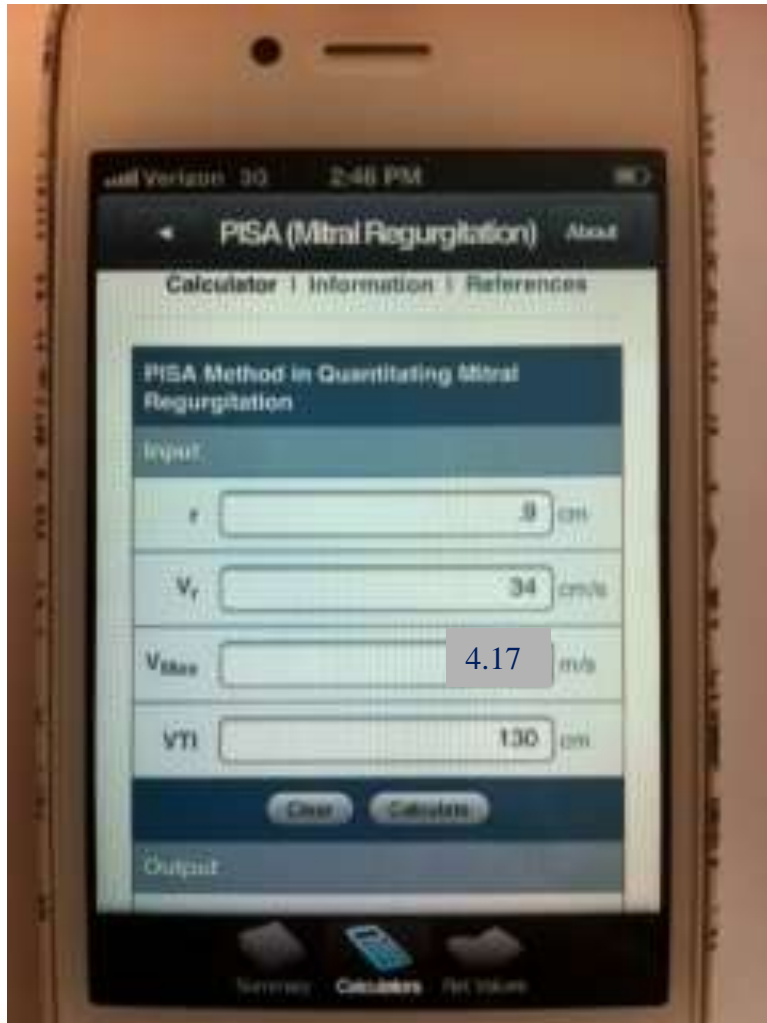 Verizon 3G 2:46 PM
PISA (Mitral Regurgitation) About
Calculator | Information | References
PISA Method in Quantitating Mitral
Regurgitation
Input
r .9 cm
Vr 34 cm/s
VMax 4.17 m/s
VTI 130 cm
Clear Calculate
Output
Summary Calculators Ref Values